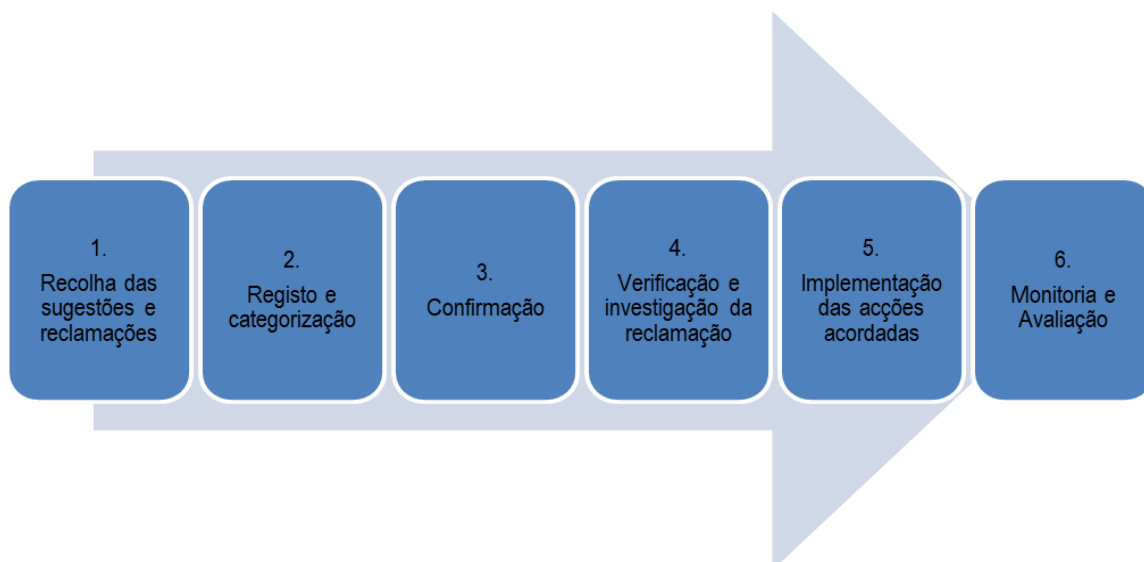 1.
Recolha das
sugestões e
reclamações
2.
Registo e
categorização
3.
Confirmação
4.
Verificação e
investigação da
reclamação
5.
Implementação
das acções
acordadas
6.
Monitoria e
Avaliação